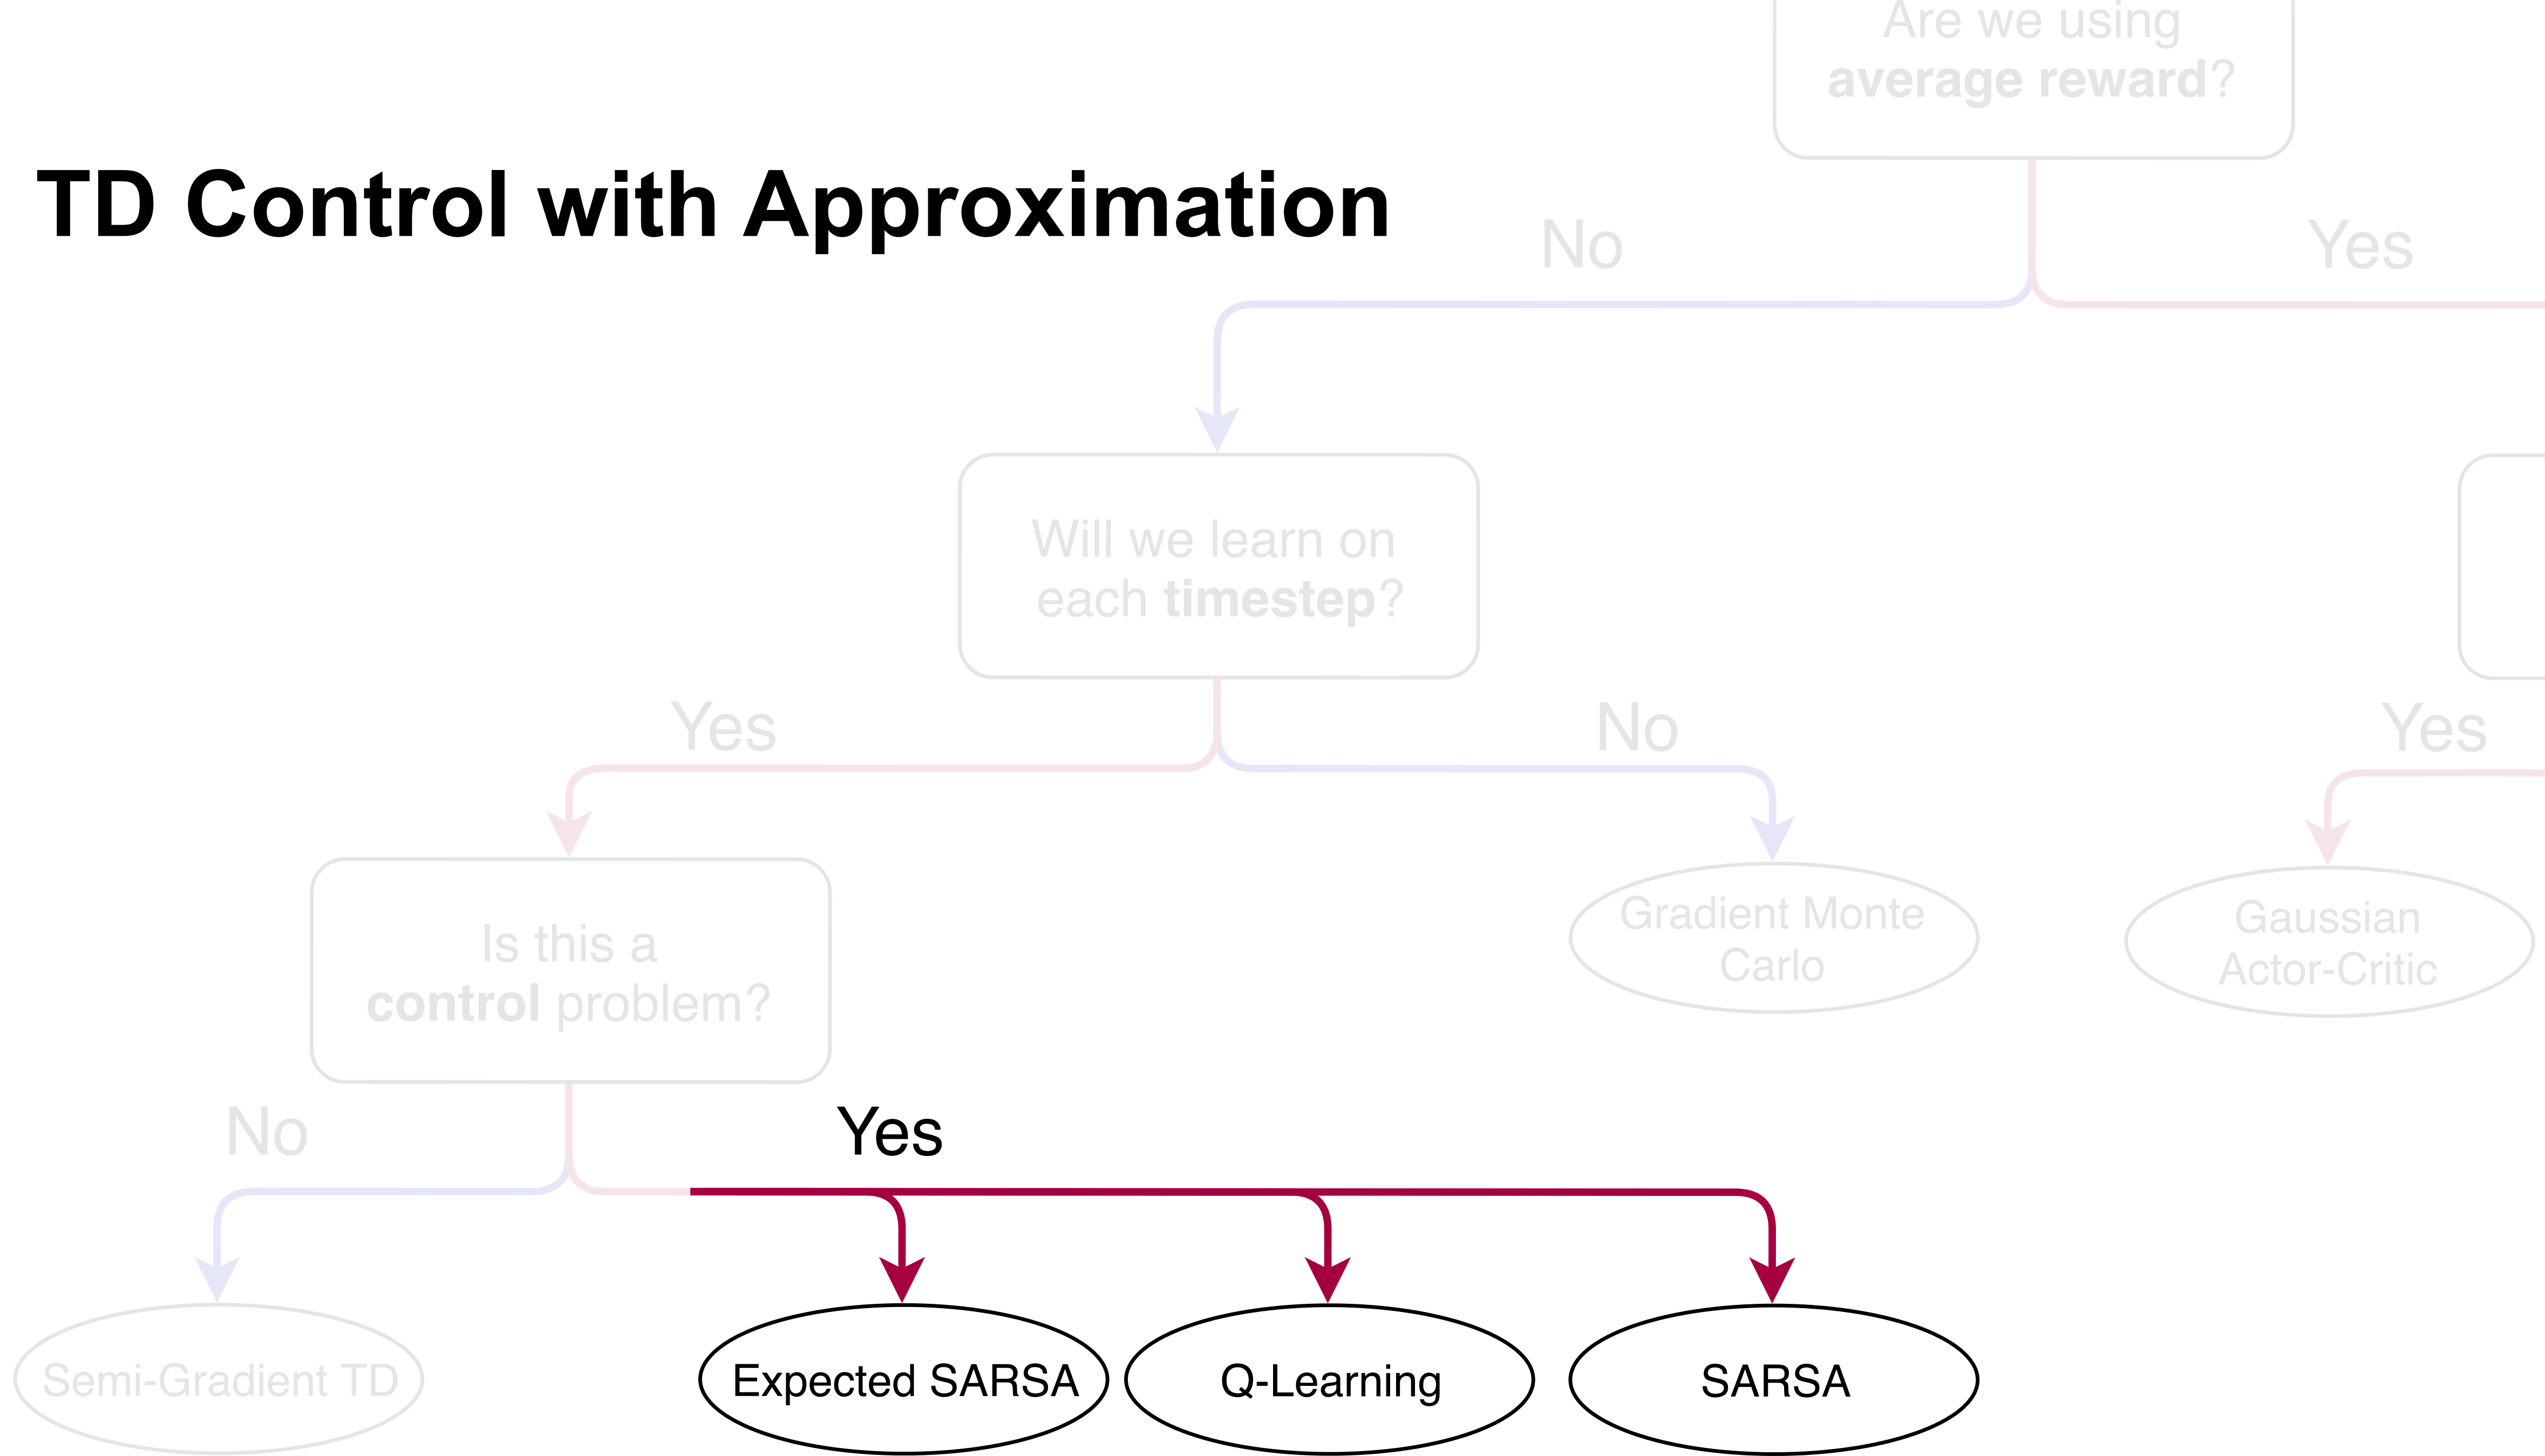 Are we using
average reward?
TD Control with Approximation
No
Yes
Will we learn on
each timestep?
Yes
No
Yes
Is this a
control problem?
Gradient Monte
Carlo
Gaussian
Actor-Critic
No
Yes
Semi-Gradient TD
Expected SARSA
Q-Learning
SARSA